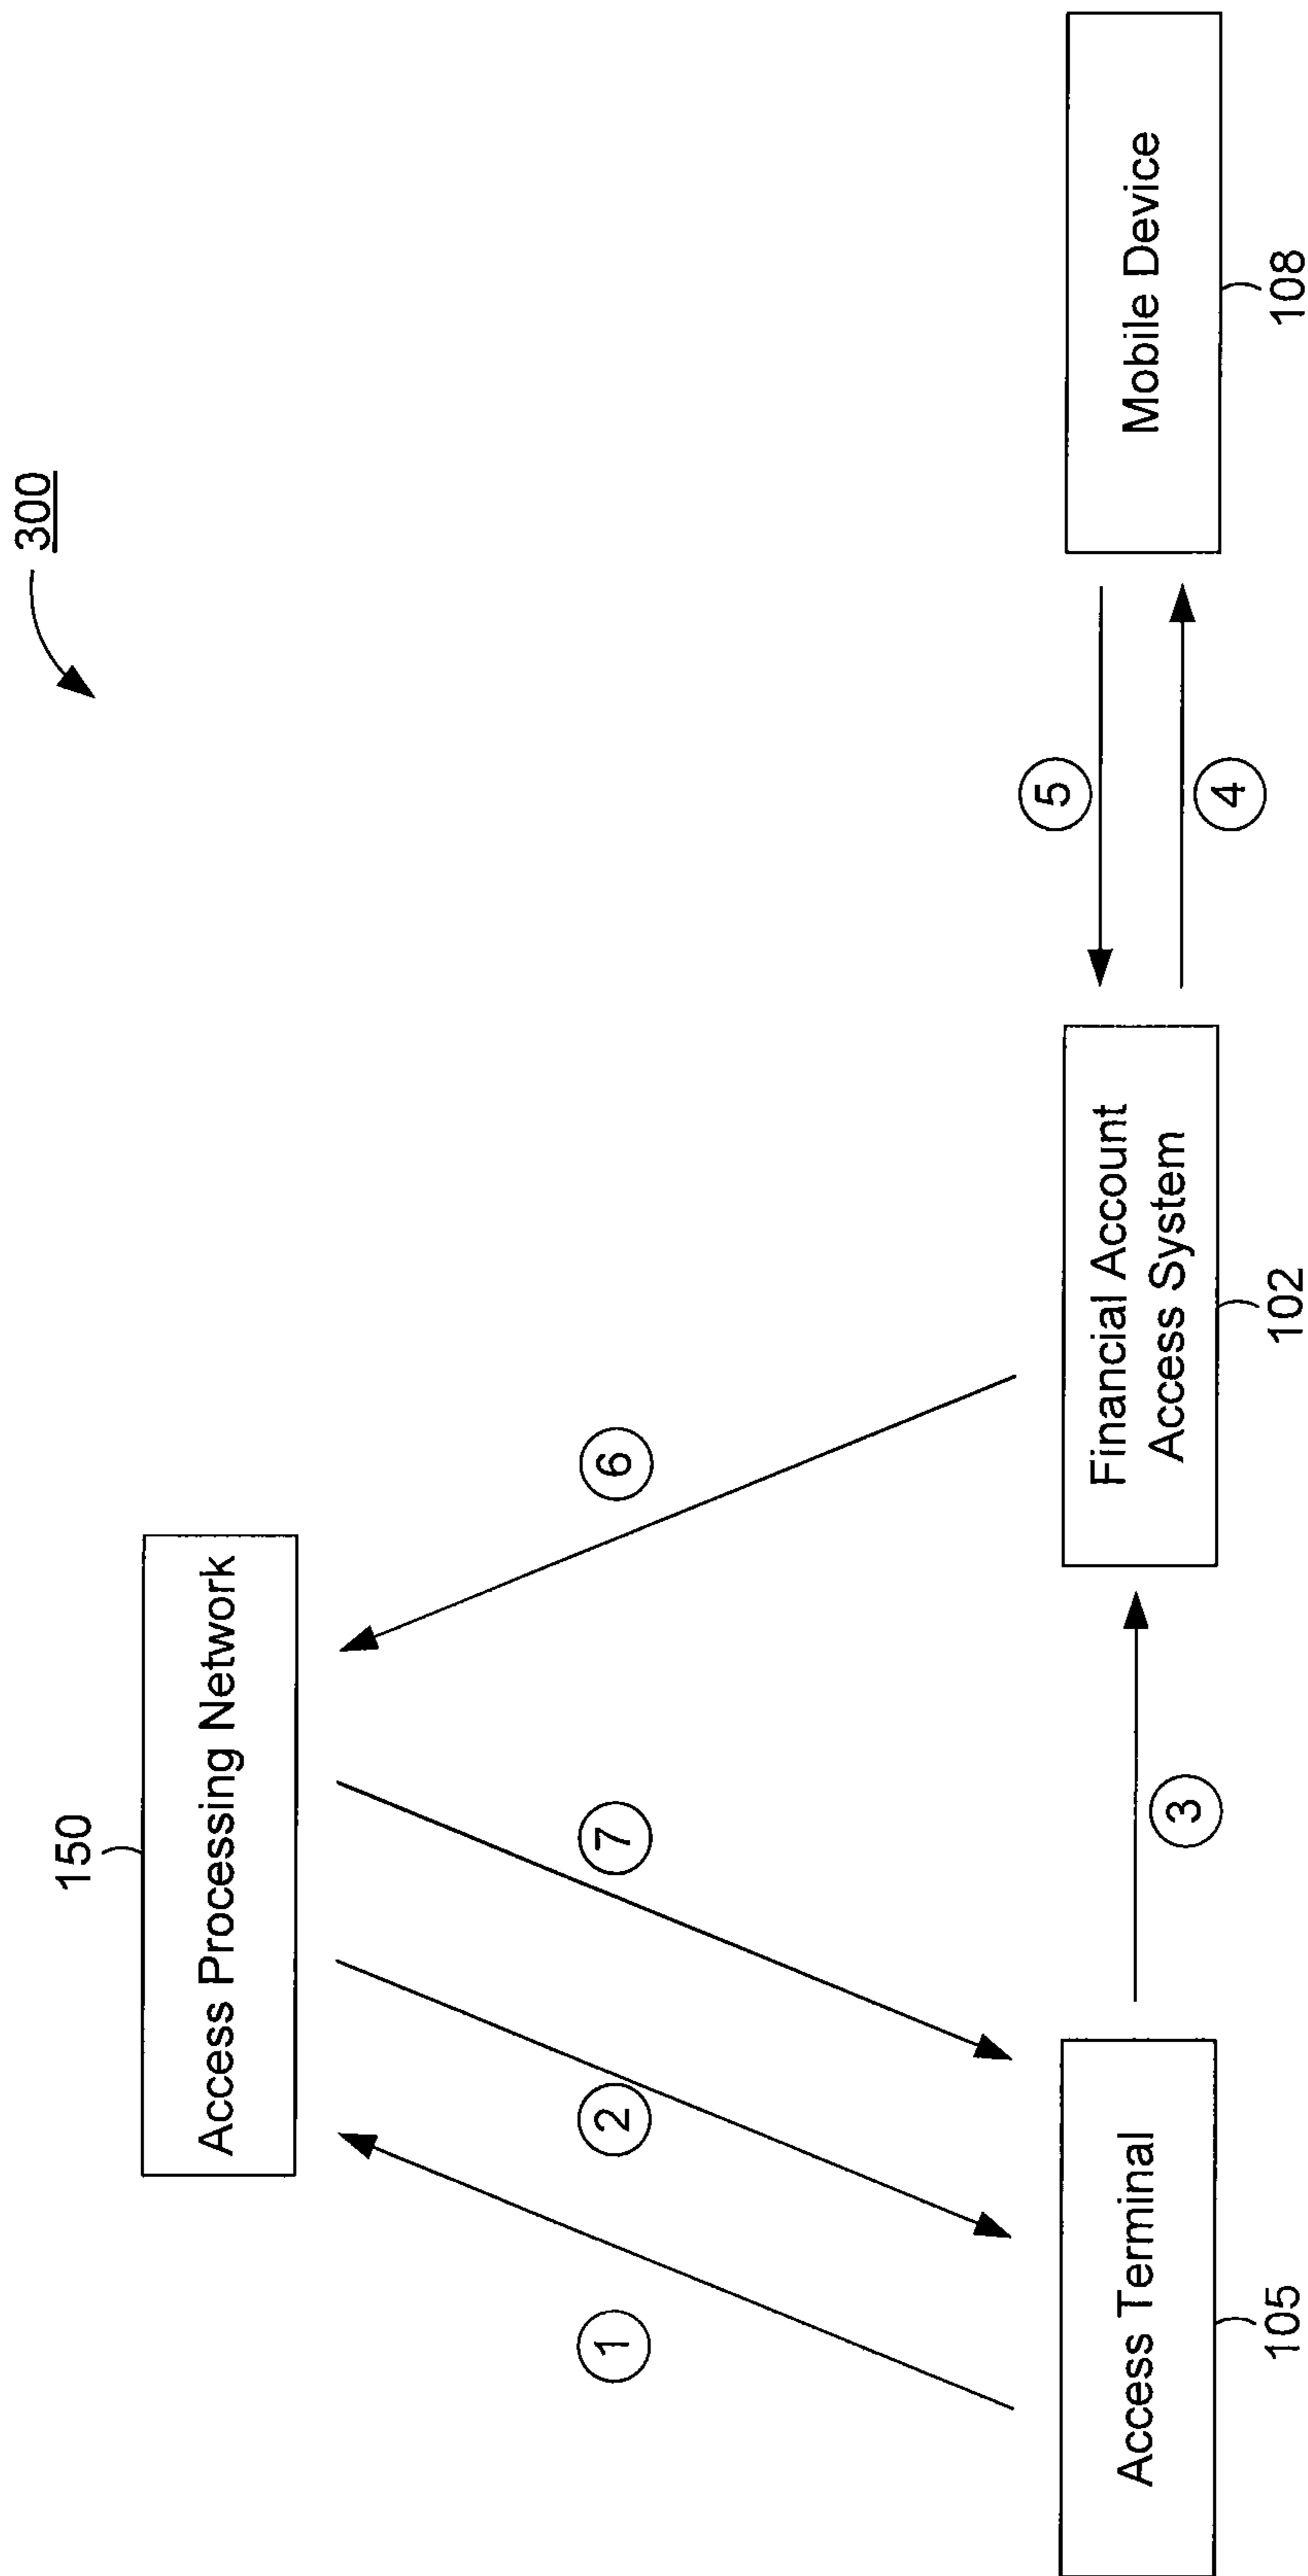 300
150
Access Processing Network
1
2
7
6
3
5
4
Access Terminal
105
Financial Account
Access System
102
Mobile Device
108